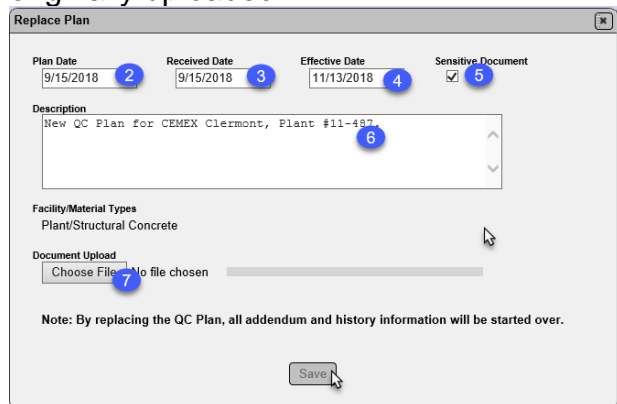 Replace Plan
Plan Date Received Date Effective Date Sensitive Document
9/15/2018 2 9/15/2018 3 11/13/2018 4 5
Description
New QC Plan for CEMEX Clermont, Plant #11-487.
6
Facility/Material Types
Plant/Structural Concrete
Document Upload
Choose File No file chosen
7
Note: By replacing the QC Plan, all addendum and history information will be started over.
Save